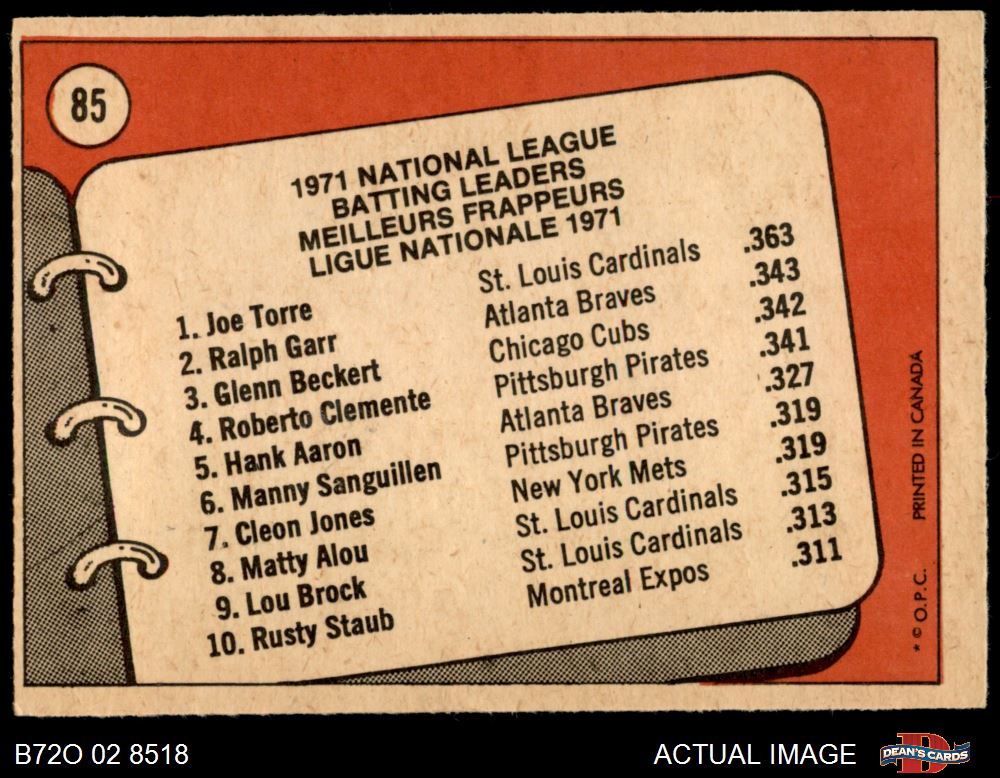 85
1971 NATIONAL LEAGUE
BATTING LEADERS
MEILLEURS FRAPPEURS
LIGUE NATIONALE 1971
1. Joe Torre St. Louis Cardinals .363
2. Ralph Garr Atlanta Braves .343
3. Glenn Beckert Chicago Cubs .342
4. Roberto Clemente Pittsburgh Pirates .341
5. Hank Aaron Atlanta Braves .327
6. Manny Sanguillen Pittsburgh Pirates .319
7. Cleon Jones New York Mets .319
8. Matty Alou St. Louis Cardinals .315
9. Lou Brock St. Louis Cardinals .313
10. Rusty Staub Montreal Expos .311
* © O.P.C. PRINTED IN CANADA
B72O 02 8518 ACTUAL IMAGE DEAN'S CARDS